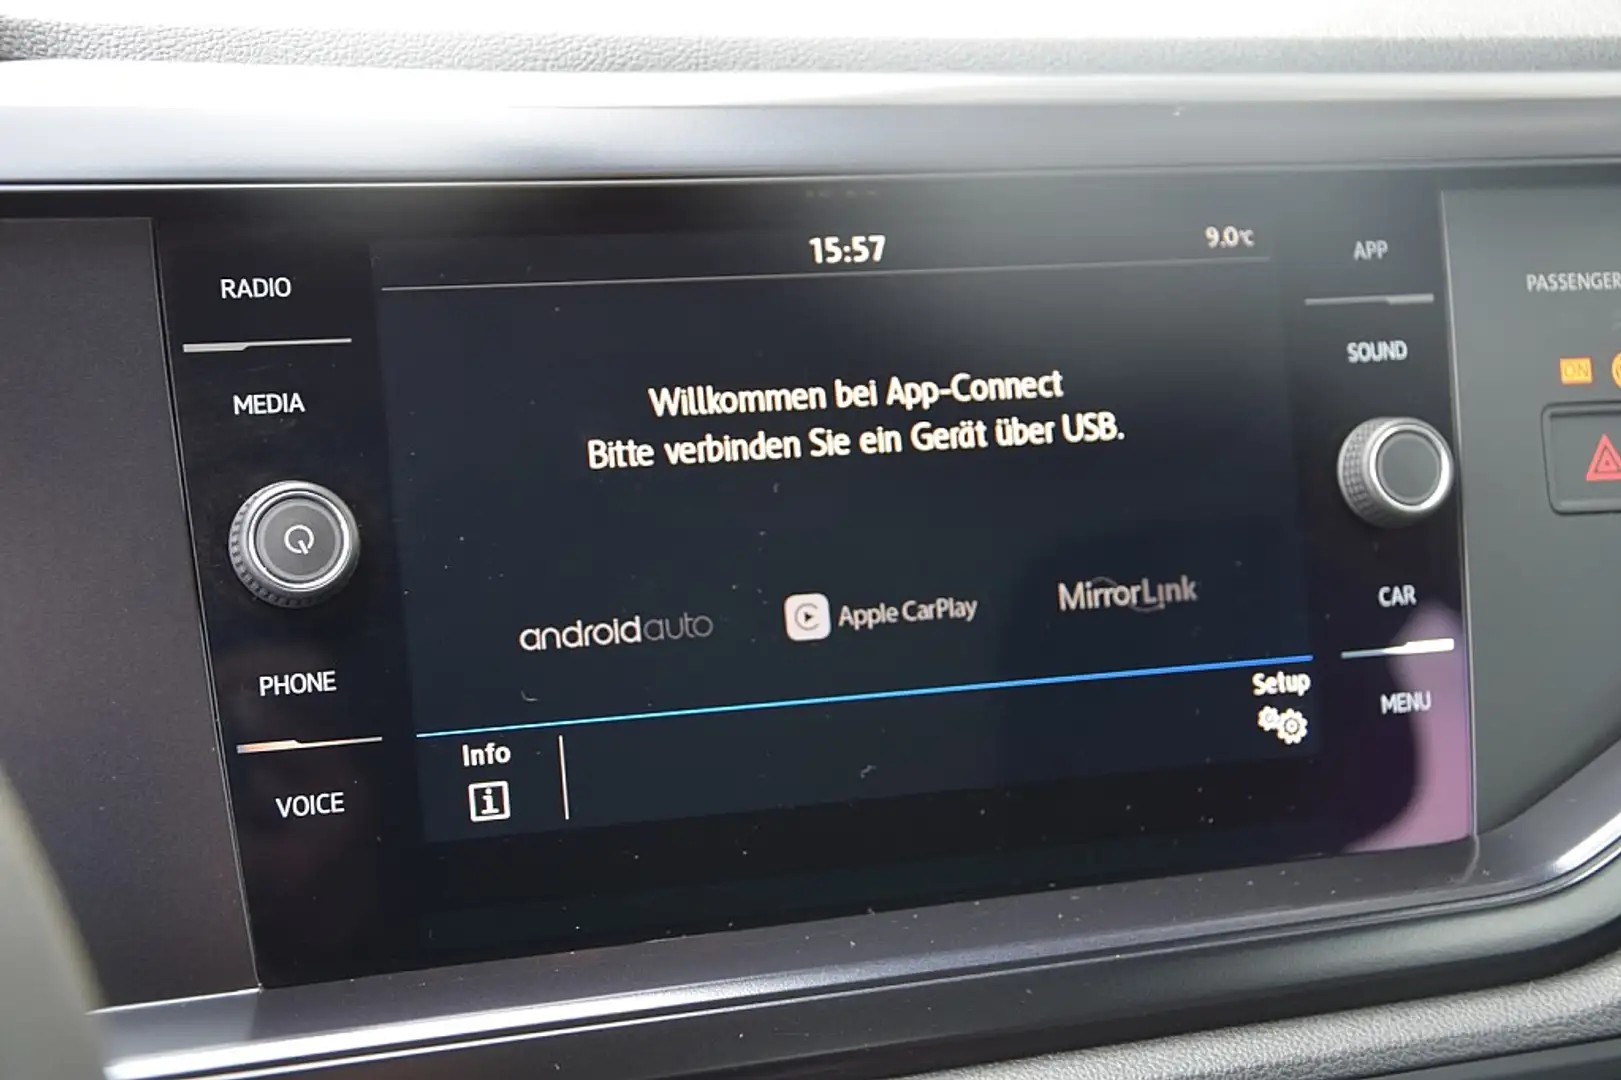 15:57
9.0°C
RADIO
MEDIA
PHONE
VOICE
Willkommen bei App-Connect
Bitte verbinden Sie ein Gerät über USB.
androidauto
Apple CarPlay
MirrorLink
Info
Setup
APP
SOUND
CAR
MENU
PASSENGER
ON